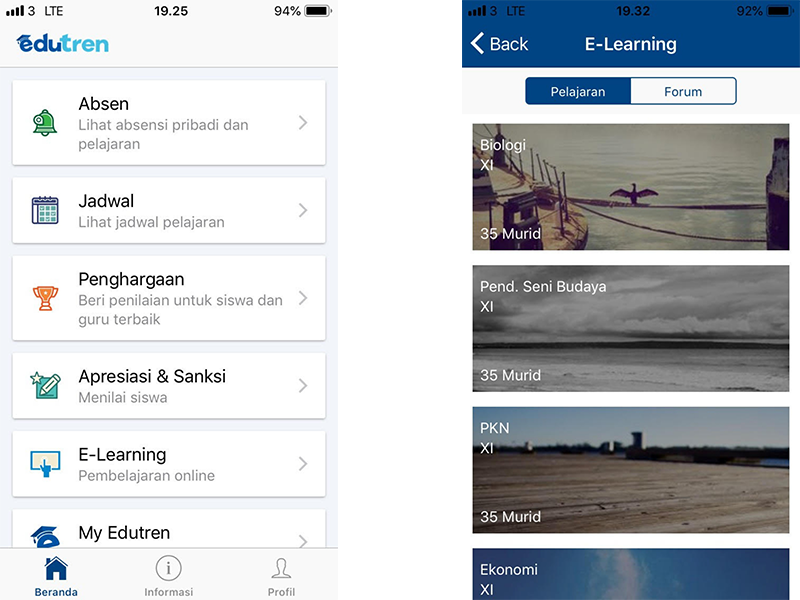 3 LTE
19.25
94%
edutren
Absen
Lihat absensi pribadi dan
pelajaran
Jadwal
Lihat jadwal pelajaran
Penghargaan
Beri penilaian untuk siswa dan
guru terbaik
Apresiasi & Sanksi
Menilai siswa
E-Learning
Pembelajaran online
My Edutren
Beranda
Informasi
Profil
3 LTE
19.32
92%
Back
E-Learning
Pelajaran
Forum
Biologi
XI
35 Murid
Pend. Seni Budaya
XI
35 Murid
PKN
XI
35 Murid
Ekonomi
XI